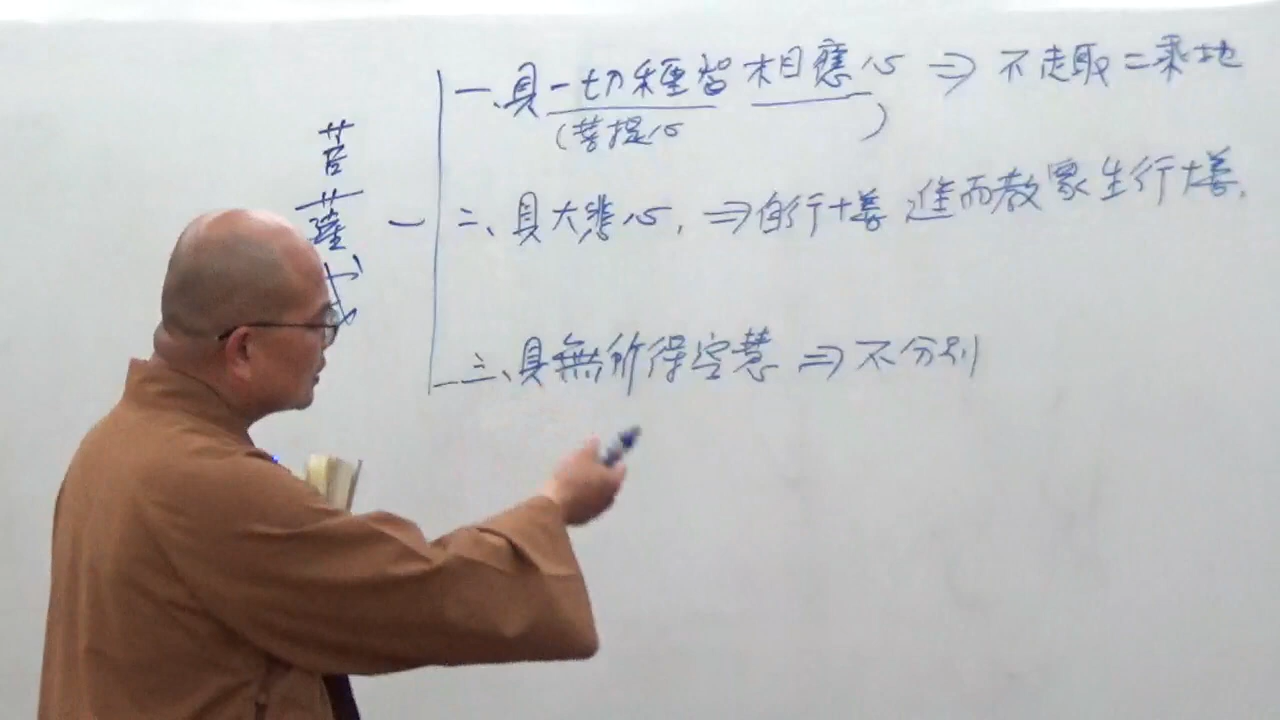 菩薩戒
一、具一切種智相應心 ⇒ 不走取二乘地
(菩提心 )
二、具大悲心, ⇒ 自行十善 進而教眾生行十善.
三、具無所得空慧 ⇒ 不分別